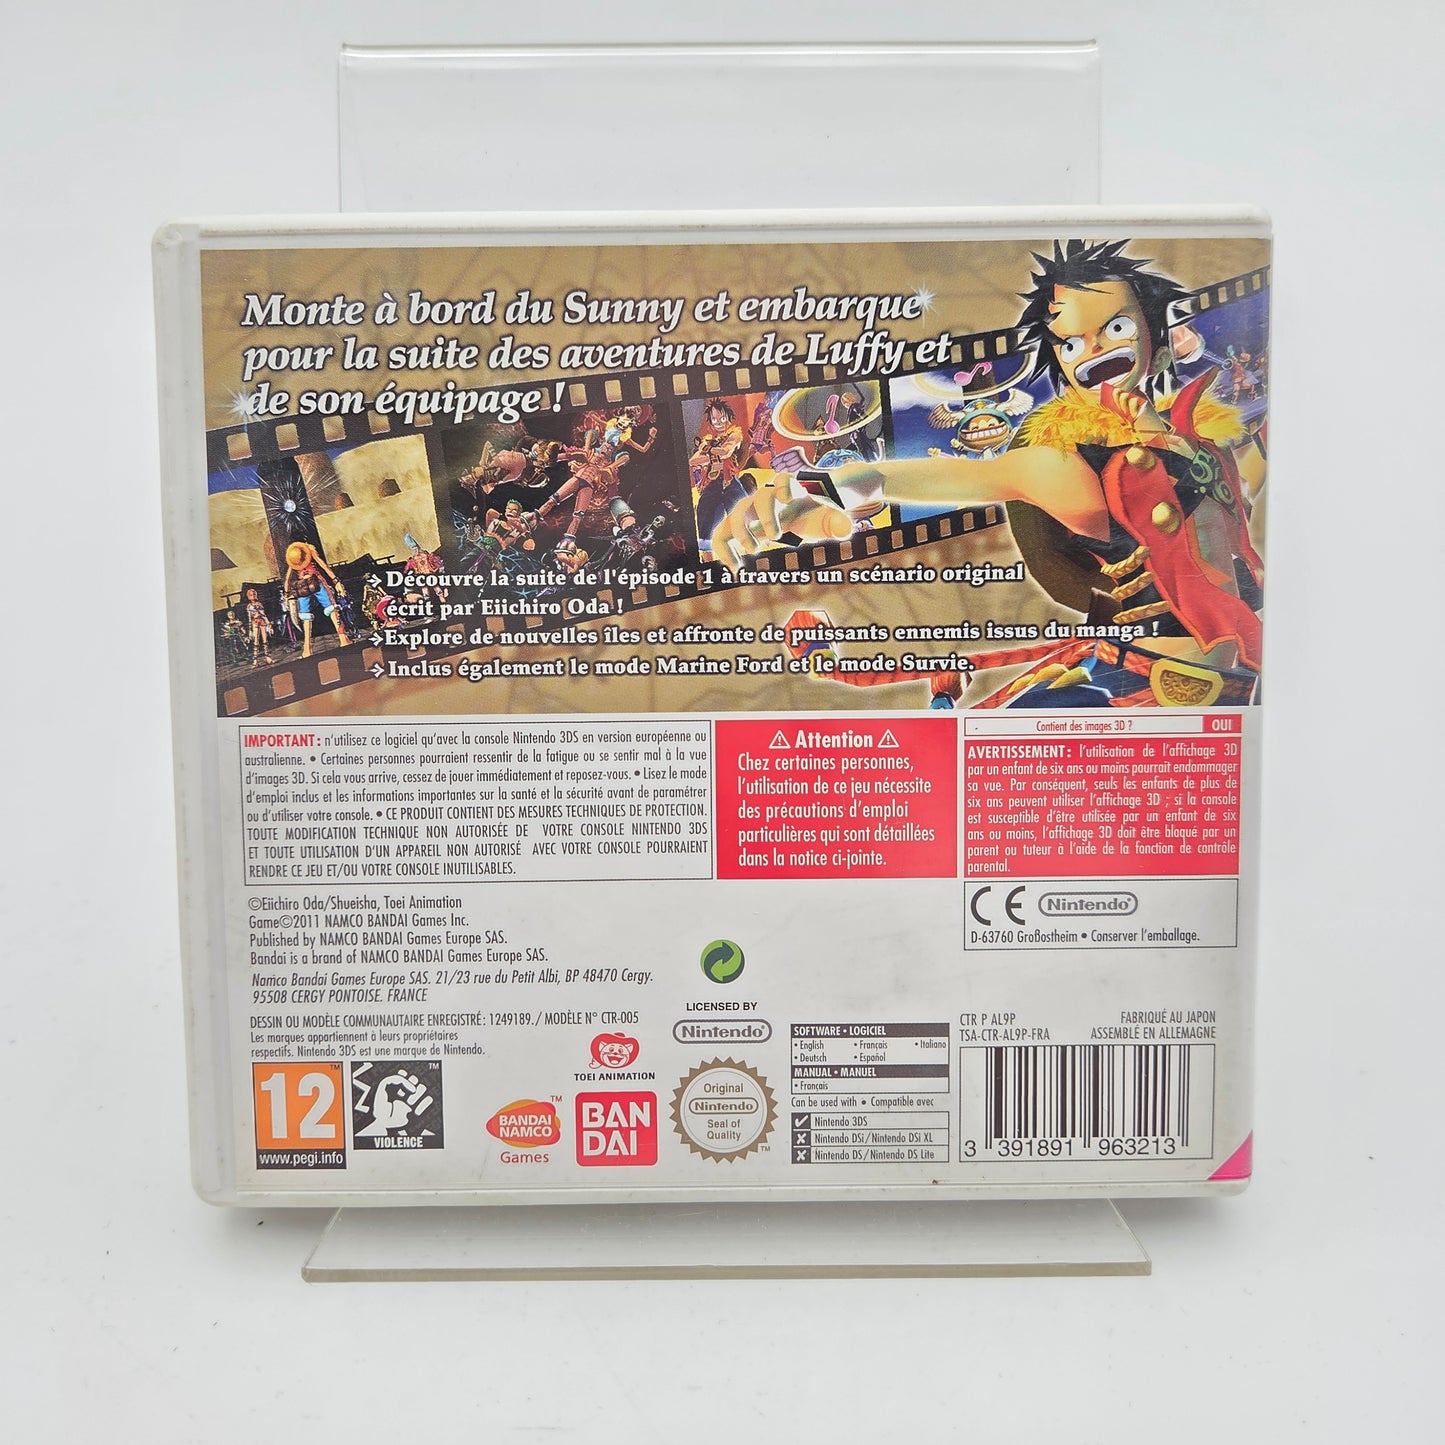 Monte à bord du Sunny et embarque
pour la suite des aventures de Luffy et
de son équipage !
Découvre la suite de l'épisode 1 à travers un scénario original
écrit par Eiichiro Oda !
Explore de nouvelles îles et affronte de puissants ennemis issus du manga !
Inclus également le mode Marine Ford et le mode Survie.
IMPORTANT : n'utilisez ce logiciel qu'avec la console Nintendo 3DS en version européenne ou
australienne. • Certaines personnes pourraient ressentir de la fatigue ou se sentir mal à la vue
d'images 3D. Si cela vous arrive, cessez de jouer immédiatement et reposez-vous. • Lisez le mode
d'emploi inclus et les informations importantes sur la santé et la sécurité avant de paramétrer
ou d'utiliser votre console. • CE PRODUIT CONTIENT DES MESURES TECHNIQUES DE PROTECTION.
TOUTE MODIFICATION TECHNIQUE NON AUTORISÉE DE VOTRE CONSOLE NINTENDO 3DS
ET TOUTE UTILISATION D'UN APPAREIL NON AUTORISÉ AVEC VOTRE CONSOLE POURRAIENT
RENDRE CE JEU ET/OU VOTRE CONSOLE INUTILISABLES.
⚠ Attention ⚠
Chez certaines personnes,
l'utilisation de ce jeu nécessite
des précautions d'emploi
particulières qui sont détaillées
dans la notice ci-jointe.
Contient des images 3D ? OUI
AVERTISSEMENT : l'utilisation de l'affichage 3D
par un enfant de six ans ou moins pourrait endommager
sa vue. Par conséquent, seuls les enfants de plus de
six ans peuvent utiliser l'affichage 3D ; si la console
est susceptible d'être utilisée par un enfant de six
ans ou moins, l'affichage 3D doit être bloqué par un
parent ou tuteur à l'aide de la fonction de contrôle
parental.
CE Nintendo
D-63760 Großostheim • Conserver l'emballage.
©Eiichiro Oda/Shueisha, Toei Animation
Game©2011 NAMCO BANDAI Games Inc.
Published by NAMCO BANDAI Games Europe SAS.
Bandai is a brand of NAMCO BANDAI Games Europe SAS.
Namco Bandai Games Europe SAS. 21/23 rue du Petit Albi, BP 48470 Cergy.
95508 CERGY PONTOISE. FRANCE
DESSIN OU MODÈLE COMMUNAUTAIRE ENREGISTRÉ : 1249189./ MODÈLE N° CTR-005
Les marques appartiennent à leurs propriétaires
respectifs. Nintendo 3DS est une marque de Nintendo.
12 ™
www.pegi.info
™
VIOLENCE
TOEI ANIMATION
BANDAI
NAMCO ™
Games
BAN
DAI
LICENSED BY
Nintendo®
Original
Nintendo
Seal of
Quality ™
SOFTWARE • LOGICIEL
• English • Français • Italiano
• Deutsch • Español
MANUAL • MANUEL
• Français
Can be used with • Compatible avec
✓ Nintendo 3DS
✗ Nintendo DSi / Nintendo DSi XL
✗ Nintendo DS / Nintendo DS Lite
CTR P AL9P FABRIQUÉ AU JAPON
TSA-CTR-AL9P-FRA ASSEMBLÉ EN ALLEMAGNE
3 391891 963213